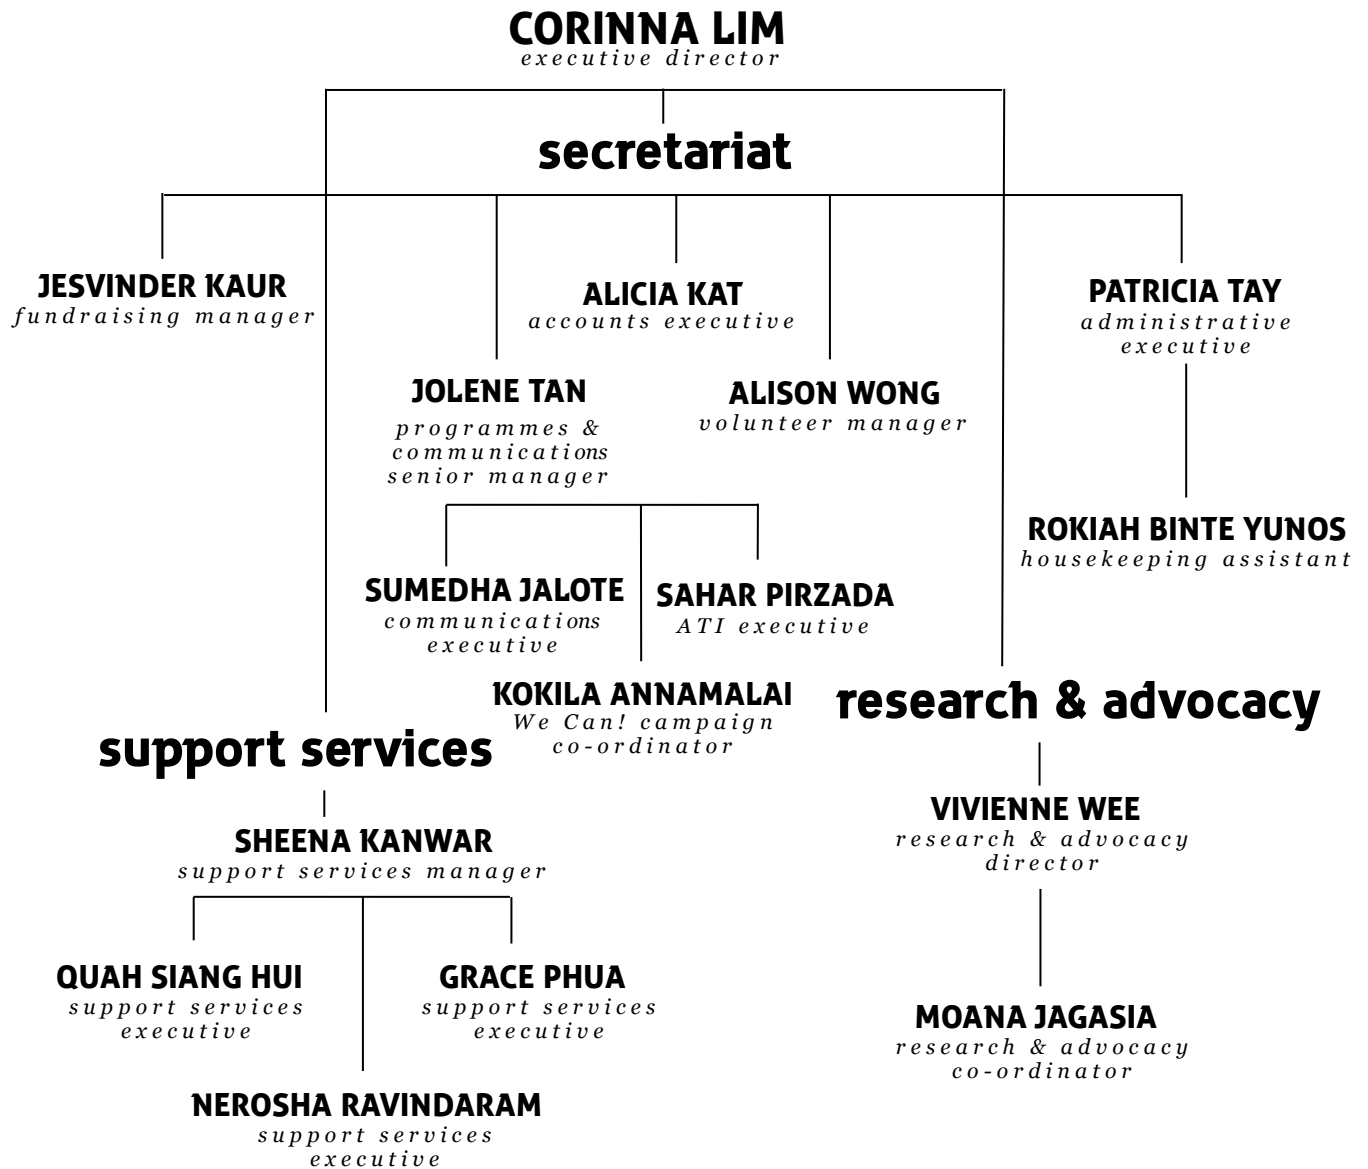 CORINNA LIM
executive director
secretariat
JESVINDER KAUR
fundraising manager
ALICIA KAT
accounts executive
PATRICIA TAY
administrative
executive
JOLENE TAN
programmes &
communications
senior manager
ALISON WONG
volunteer manager
ROKIAH BINTE YUNOS
housekeeping assistant
SUMEDHA JALOTE
communications
executive
SAHAR PIRZADA
ATI executive
KOKILA ANNAMALAI
We Can! campaign
co-ordinator
research & advocacy
support services
VIVIENNE WEE
research & advocacy
director
SHEENA KANWAR
support services manager
QUAH SIANG HUI
support services
executive
GRACE PHUA
support services
executive
MOANA JAGASIA
research & advocacy
co-ordinator
NEROSHA RAVINDARAM
support services
executive